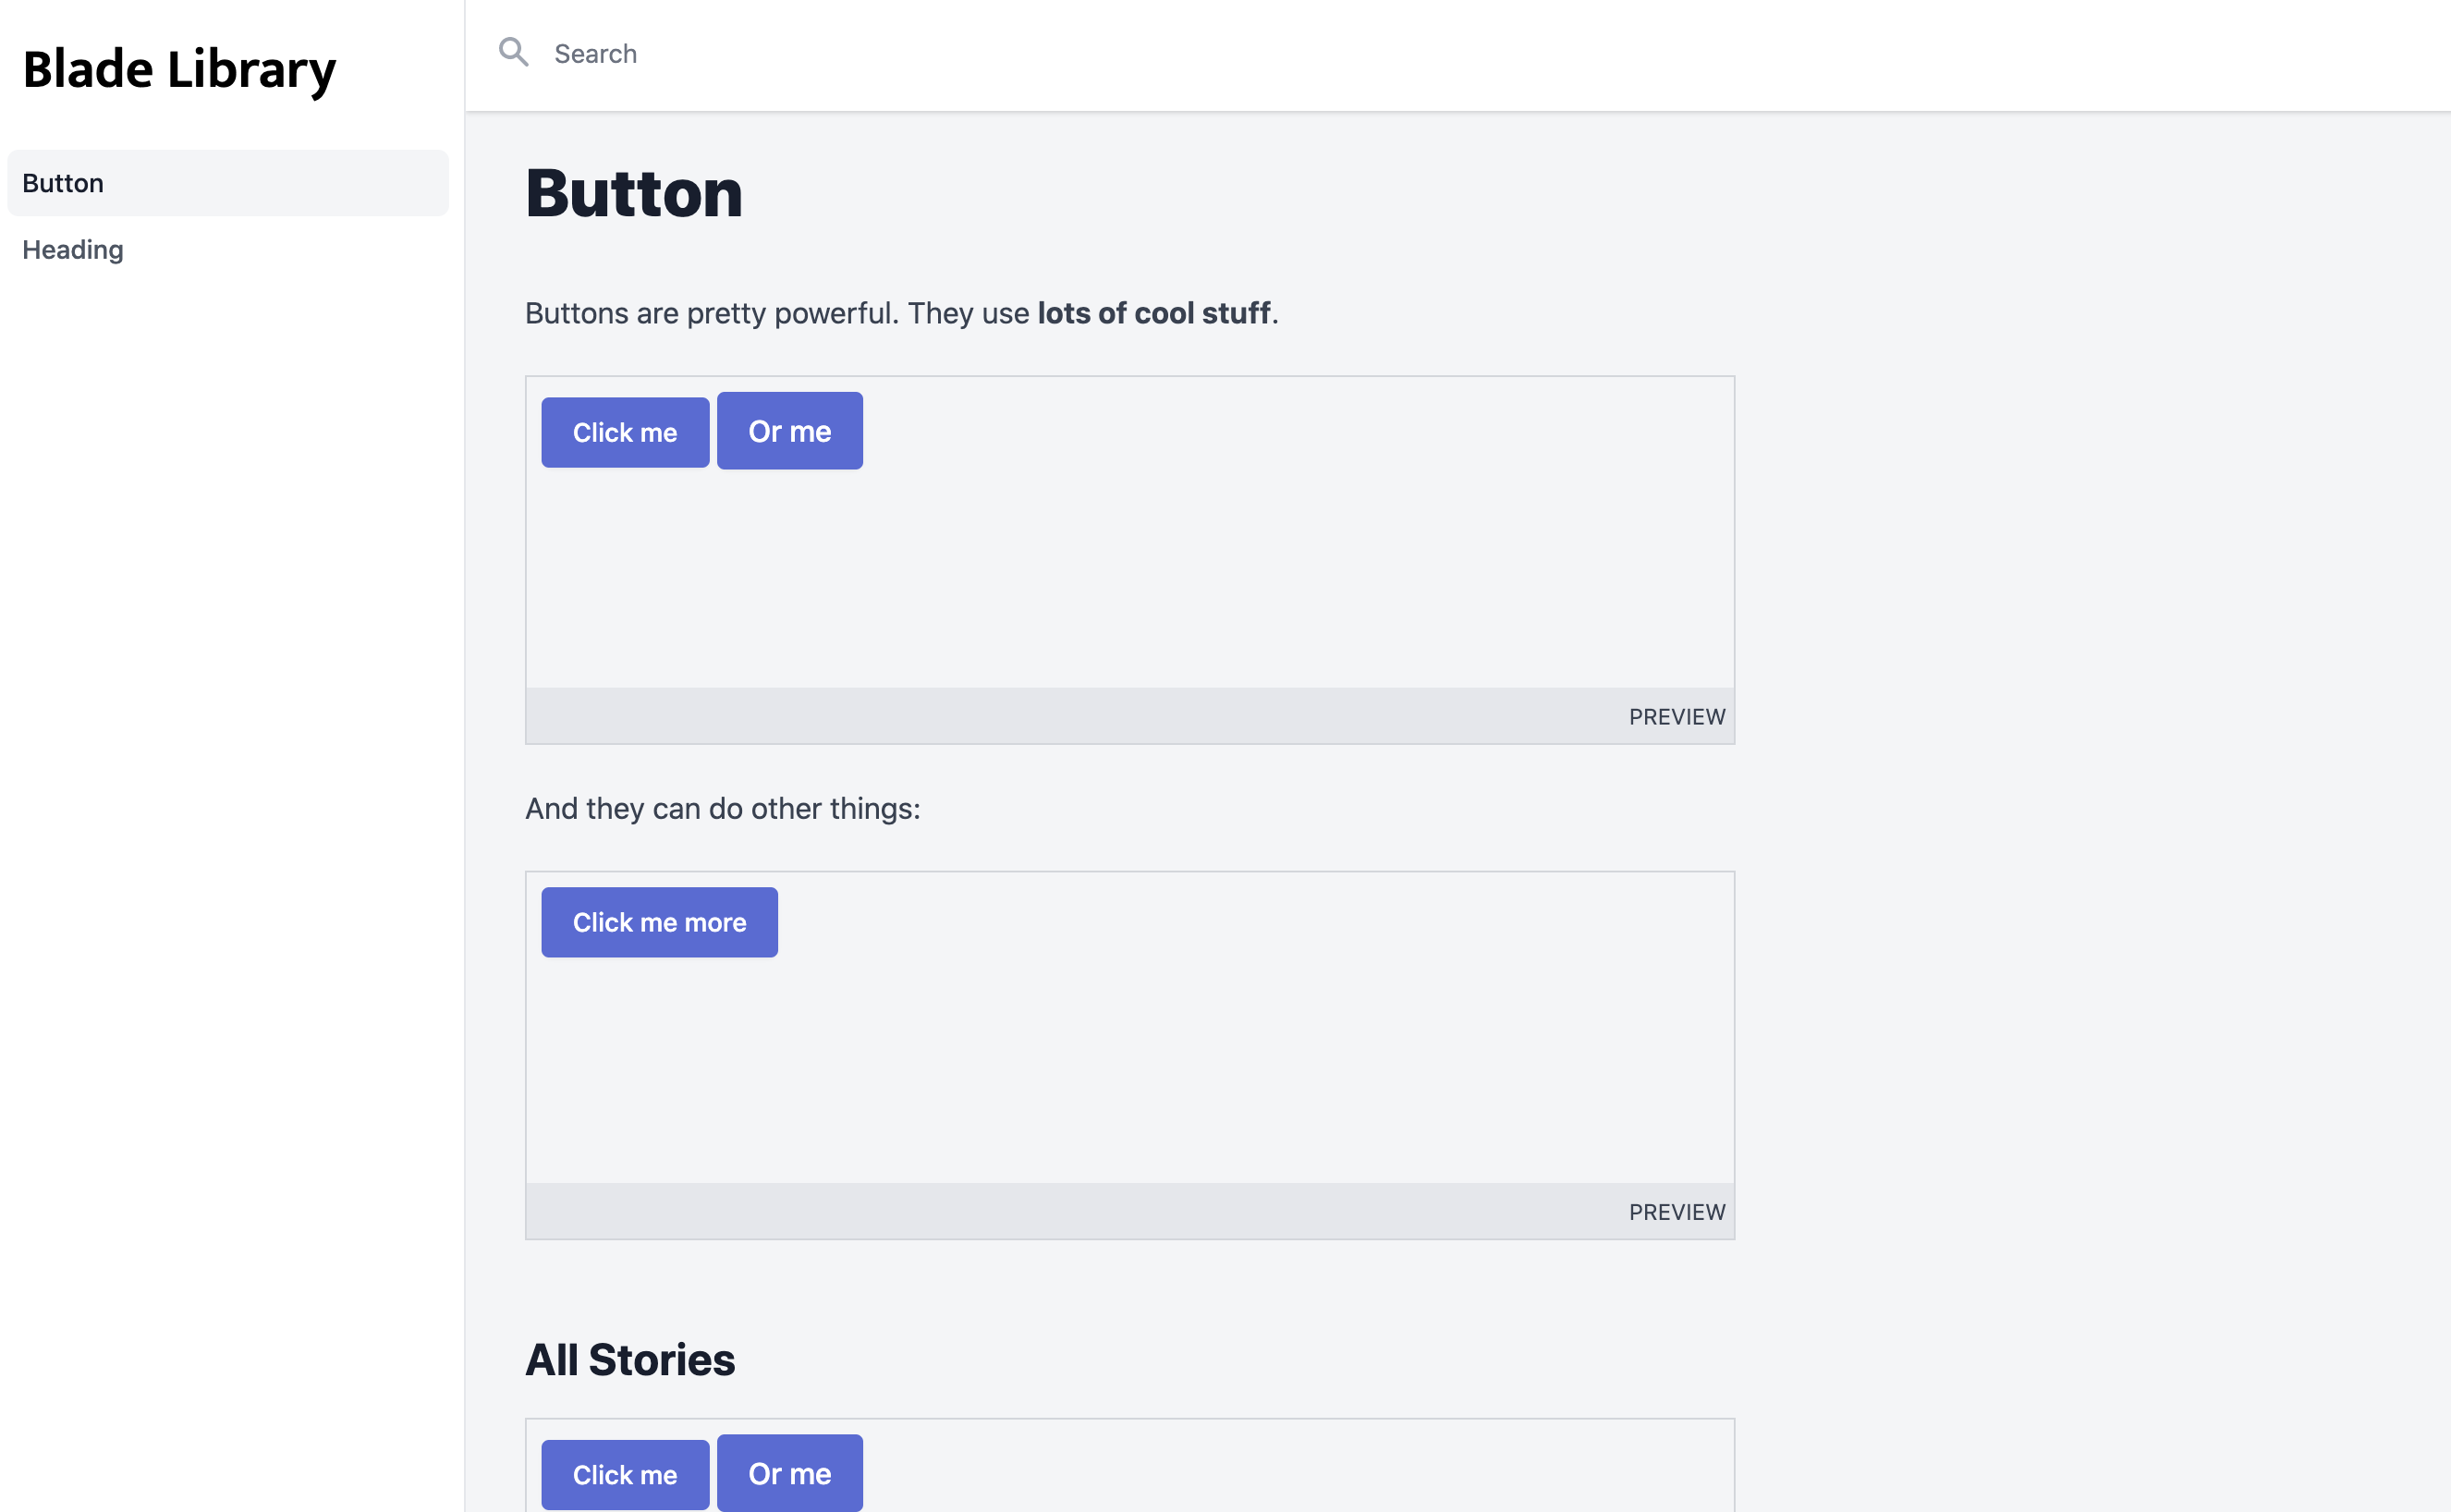 Blade Library
Button
Heading
Search
Button
Buttons are pretty powerful. They use lots of cool stuff.
Click me
Or me
PREVIEW
And they can do other things:
Click me more
PREVIEW
All Stories
Click me
Or me